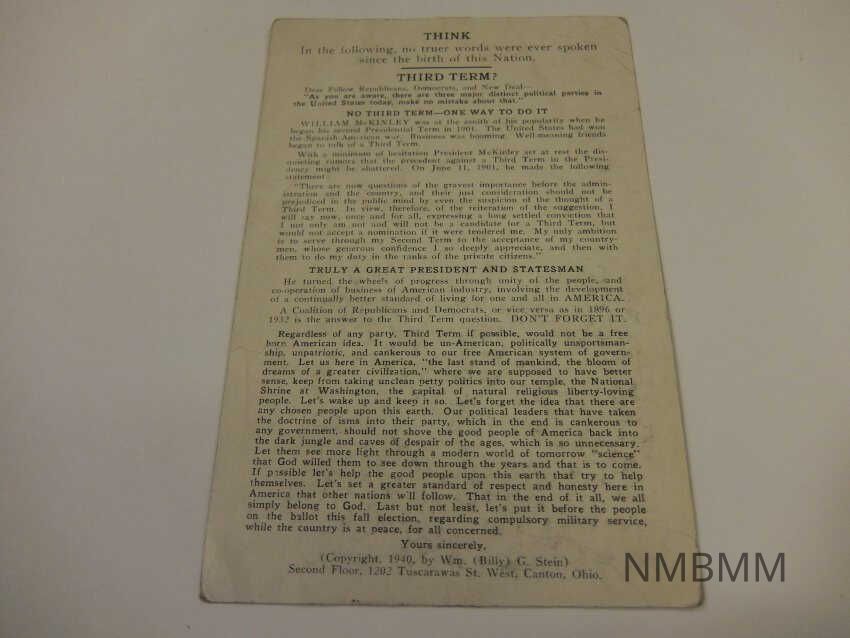 THINK
In the following, no truer words were ever spoken
since the birth of this Nation.
THIRD TERM?
Dear Fellow Republicans, Democrats, and New Deal—
"As you are aware, there are three major distinct political parties in
the United States today, make no mistake about that."
NO THIRD TERM—ONE WAY TO DO IT
WILLIAM McKINLEY was at the zenith of his popularity when he
began his second Presidential Term in 1901. The United States had won
the Spanish American war. Business was booming. Well-meaning friends
began to talk of a Third Term.
With a minimum of hesitation President McKinley set at rest the dis-
quieting rumors that the precedent against a Third Term in the Presi-
dency might be shattered. On June 11, 1901, he made the following
statement:
"There are now questions of the gravest importance before the admin-
istration and the country, and their just consideration should not be
prejudiced in the public mind by even the suspicion of the thought of a
Third Term. In view, therefore, of the reiteration of the suggestion, I
will say now, once and for all, expressing a long settled conviction that
I not only am not and will not be a candidate for a Third Term, but
would not accept a nomination if it were tendered me. My only ambition
is to serve through my Second Term to the acceptance of my country-
men, whose generous confidence I so deeply appreciate, and then with
them to do my duty in the ranks of the private citizens."
TRULY A GREAT PRESIDENT AND STATESMAN
He turned the wheels of progress through unity of the people, and
co-operation of business of American industry, involving the development
of a continually better standard of living for one and all in AMERICA.
A Coalition of Republicans and Democrats, or vice versa as in 1896 or
1932 is the answer to the Third Term question. DON'T FORGET IT.
Regardless of any party, Third Term if possible, would not be a free
born American idea. It would be un-American, politically unsportsman-
ship, unpatriotic, and cankerous to our free American system of govern-
ment. Let us here in America, "the last stand of mankind, the bloom of
dreams of a greater civilization," where we are supposed to have better
sense, keep from taking unclean petty politics into our temple, the National
Shrine at Washington, the capital of natural religious liberty-loving
people. Let's wake up and keep it so. Let's forget the idea that there are
any chosen people upon this earth. Our political leaders that have taken
the doctrine of isms into their party, which in the end is cankerous to
any government, should not shove the good people of America back into
the dark jungle and caves of despair of the ages, which is so unnecessary.
Let them see more light through a modern world of tomorrow "science"
that God willed them to see down through the years and that is to come.
If possible let's help the good people upon this earth that try to help
themselves. Let's set a greater standard of respect and honesty here in
America that other nations will follow. That in the end of it all, we all
simply belong to God. Last but not least, let's put it before the people
on the ballot this fall election, regarding compulsory military service,
while the country is at peace, for all concerned.
Yours sincerely,
(Copyright, 1940, by Wm. (Billy) G. Stein)
Second Floor, 1202 Tuscarawas St. West, Canton, Ohio.
NMBMM